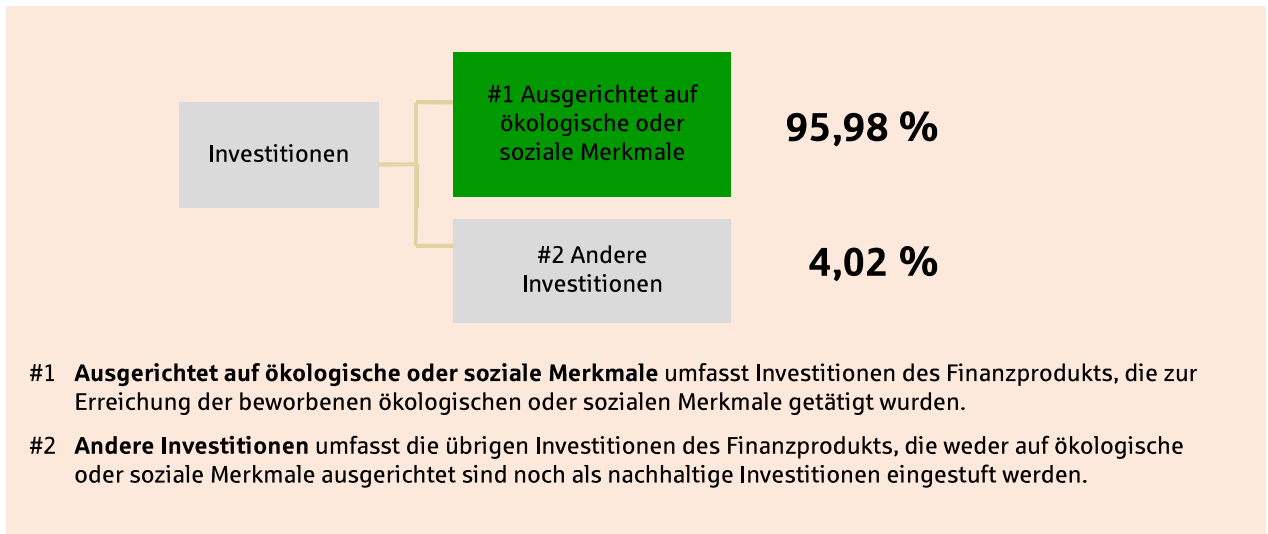 Investitionen
#1 Ausgerichtet auf
ökologische oder
soziale Merkmale
95,98 %
#2 Andere
Investitionen
4,02 %
#1 Ausgerichtet auf ökologische oder soziale Merkmale umfasst Investitionen des Finanzprodukts, die zur
Erreichung der beworbenen ökologischen oder sozialen Merkmale getätigt wurden.
#2 Andere Investitionen umfasst die übrigen Investitionen des Finanzprodukts, die weder auf ökologische
oder soziale Merkmale ausgerichtet sind noch als nachhaltige Investitionen eingestuft werden.